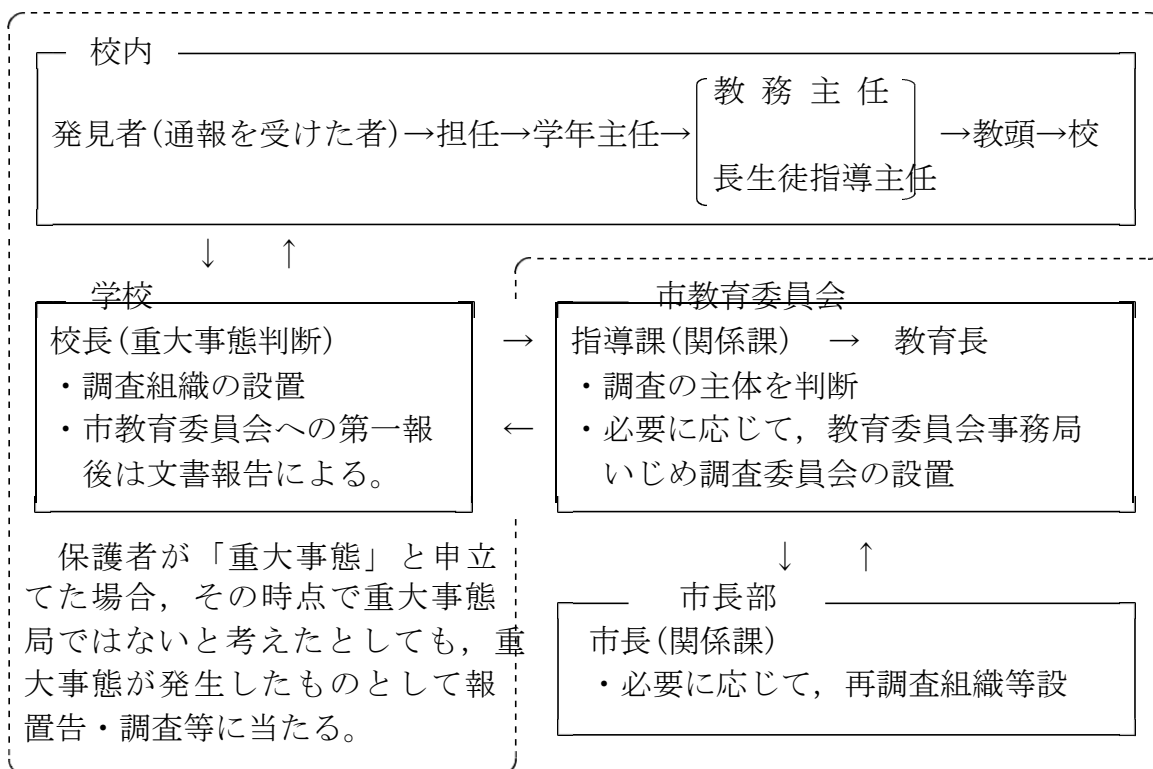 校内
教務主任
発見者(通報を受けた者)→担任→学年主任→ →教頭→校
長生徒指導主任
↓ ↑
学校
校長(重大事態判断)
・調査組織の設置
・市教育委員会への第一報
後は文書報告による。
→
←
市教育委員会
指導課(関係課) → 教育長
・調査の主体を判断
・必要に応じて，教育委員会事務局
いじめ調査委員会の設置
保護者が「重大事態」と申立
てた場合，その時点で重大事態
局ではないと考えたとしても，重
大事態が発生したものとして報
置告・調査等に当たる。
↓ ↑
市長部
市長(関係課)
・必要に応じて，再調査組織等設